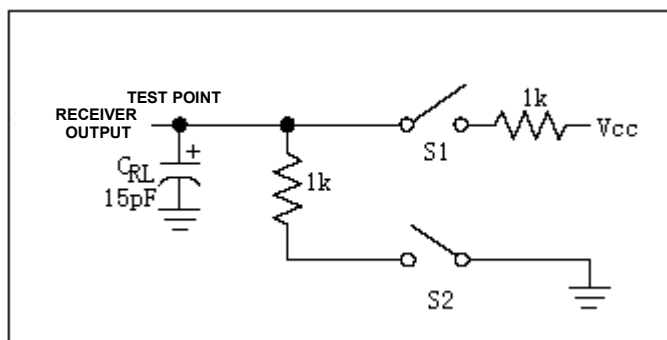 TEST POINT
RECEIVER
OUTPUT
1k
Vcc
S1
+
CRL
15pF
1k
S2